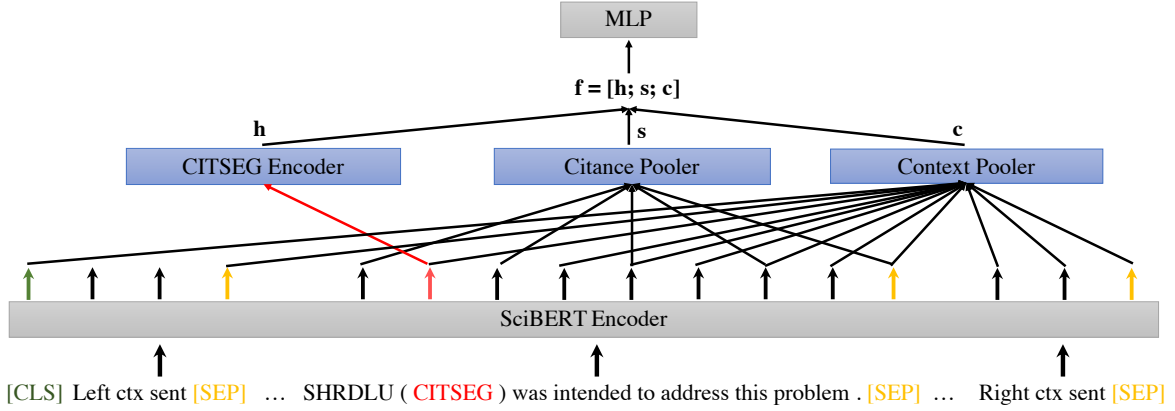 MLP
f = [h; s; c]
h s c
CITSEG Encoder Citance Pooler Context Pooler
SciBERT Encoder
[CLS] Left ctx sent [SEP] … SHRDLU ( CITSEG ) was intended to address this problem . [SEP] … Right ctx sent [SEP]